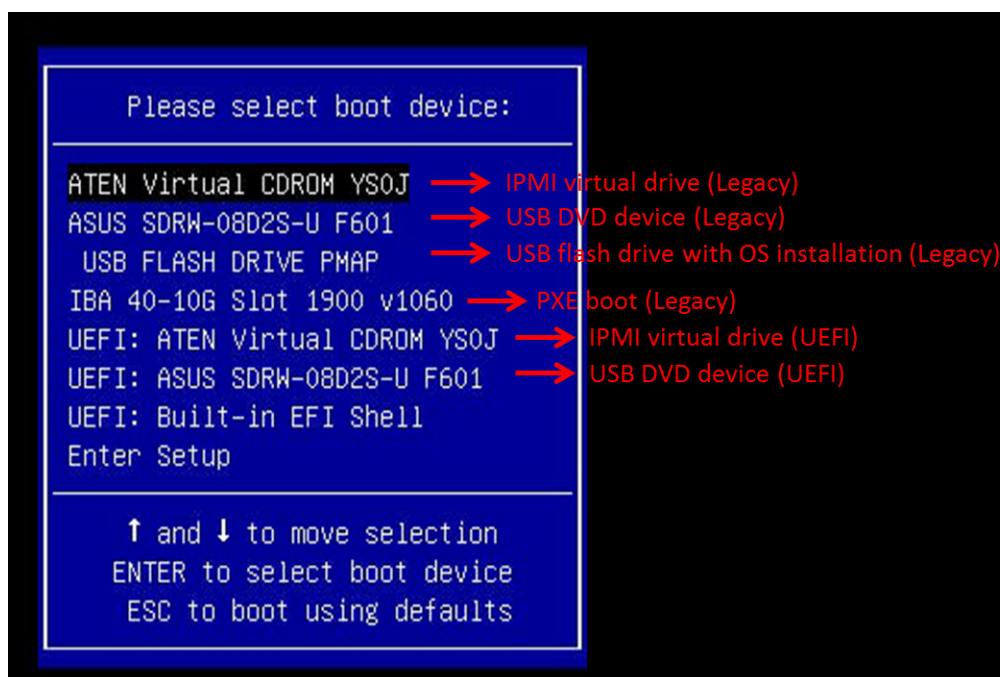 Please select boot device:
ATEN Virtual CDROM YS0J → IPMI virtual drive (Legacy)
ASUS SDRW-08D2S-U F601 → USB DVD device (Legacy)
USB FLASH DRIVE PMAP → USB flash drive with OS installation (Legacy)
IBA 40-10G Slot 1900 v1060 → PXE boot (Legacy)
UEFI: ATEN Virtual CDROM YS0J → IPMI virtual drive (UEFI)
UEFI: ASUS SDRW-08D2S-U F601 → USB DVD device (UEFI)
UEFI: Built-in EFI Shell
Enter Setup
↑ and ↓ to move selection
ENTER to select boot device
ESC to boot using defaults